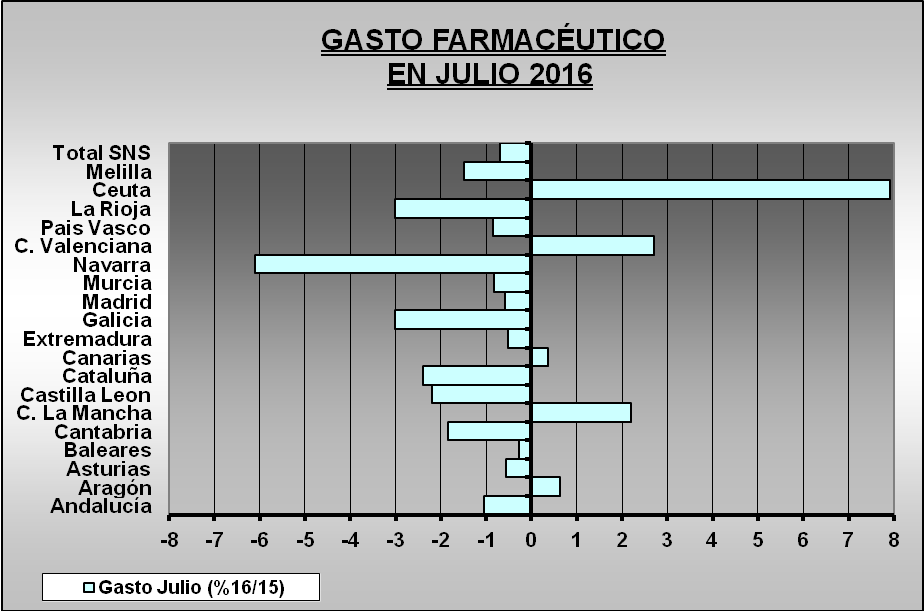 GASTO FARMACÉUTICO
EN JULIO 2016
Total SNS
Melilla
Ceuta
La Rioja
Pais Vasco
C. Valenciana
Navarra
Murcia
Madrid
Galicia
Extremadura
Canarias
Cataluña
Castilla Leon
C. La Mancha
Cantabria
Baleares
Asturias
Aragón
Andalucía
-8 -7 -6 -5 -4 -3 -2 -1 0 1 2 3 4 5 6 7 8
Gasto Julio (%16/15)